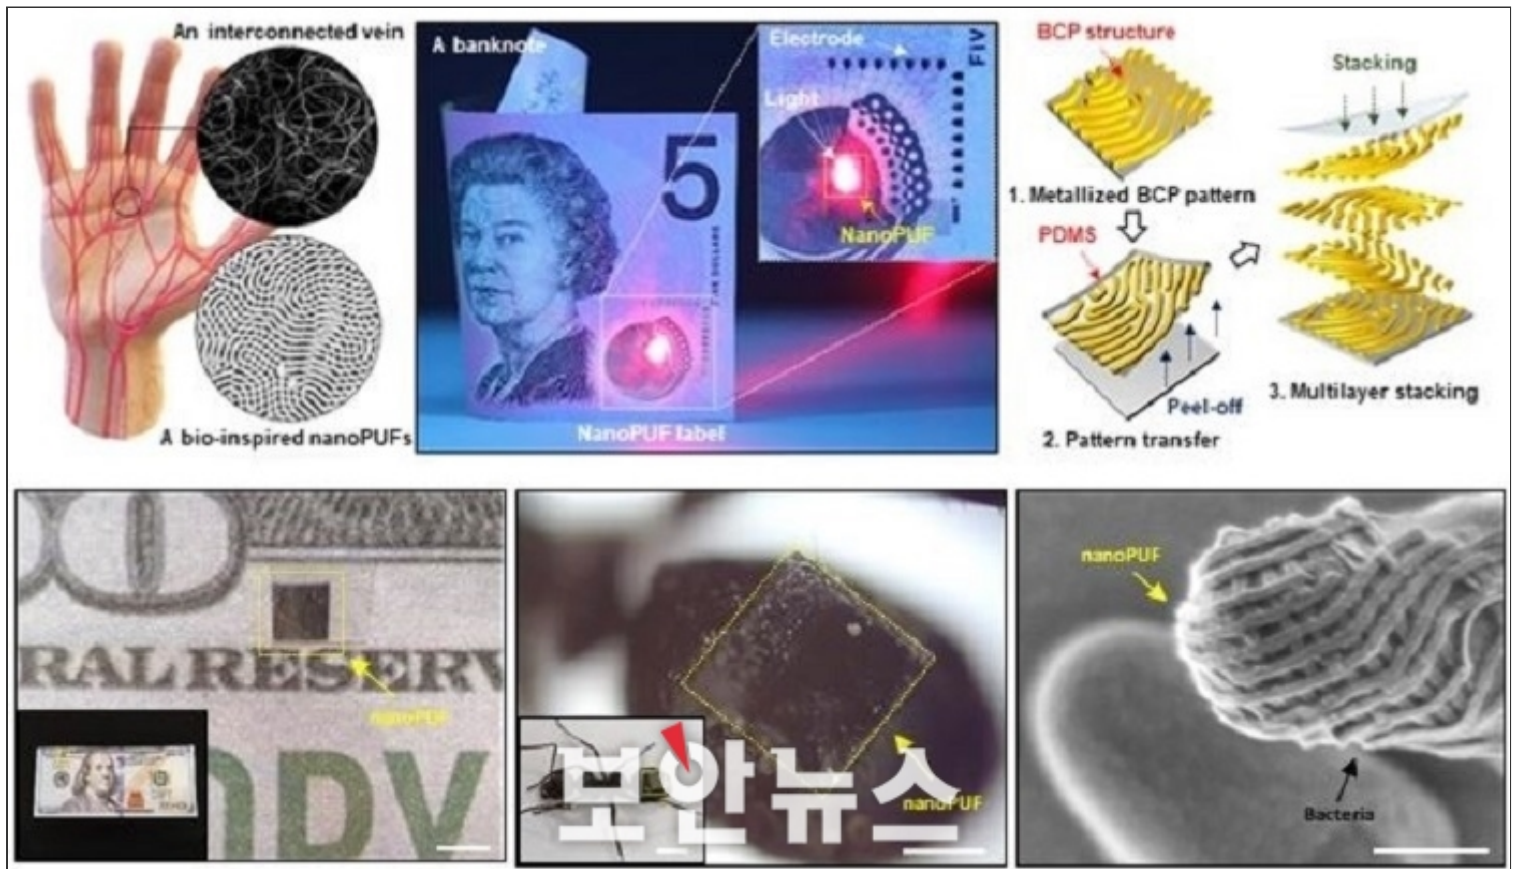 An interconnected vein
A bio-inspired nanoPUFs
A banknote
5
NanoPUF label
Electrode
FIV
Light
NanoPUF
BCP structure
1. Metallized BCP pattern
PDMS
Peel-off
2. Pattern transfer
Stacking
3. Multilayer stacking
RAL RESERV
nanoPUF
NDV
nanoPUF
보안뉴스
nanoPUF
Bacteria